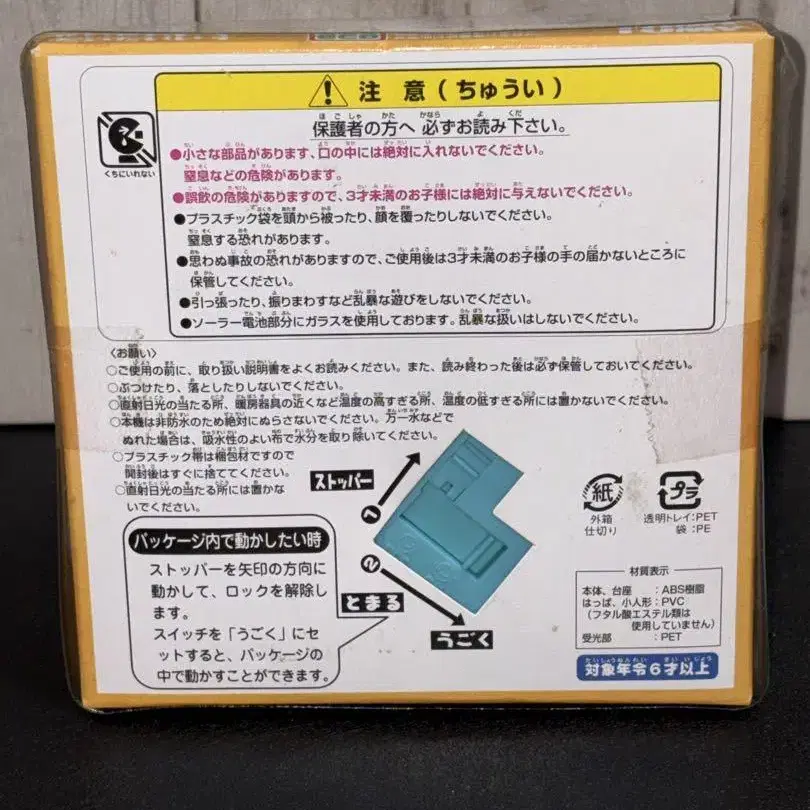 注 意 (ちゅうい)
保護者の方へ 必ずお読み下さい。
くちにいれない
●小さな部品があります、口の中には絶対に入れないでください。
窒息などの危険があります。
●誤飲の危険がありますので、3才未満のお子様には絶対に与えないでください。
●プラスチック袋を頭から被ったり、顔を覆ったりしないでください。
窒息する恐れがあります。
●思わぬ事故の恐れがありますので、ご使用後は3才未満のお子様の手の届かないところに
保管してください。
●引っ張ったり、振りまわすなど乱暴な遊びをしないでください。
●ソーラー電池部分にガラスを使用しております。乱暴な扱いはしないでください。
〈お願い〉
○ご使用の前に、取り扱い説明書をよくお読みください。また、読み終わった後は必ず保管しておいてください。
○ぶつけたり、落としたりしないでください。
○直射日光の当たる所、暖房器具の近くなど温度の高すぎる所、温度の低すぎる所には置かないでください。
○本機は非防水のため絶対にぬらさないでください。万一水などで
ぬれた場合は、吸水性のよい布で水分を取り除いてください。
○プラスチック帯は梱包材ですので
開封後はすぐに捨ててください。
○直射日光の当たる所には置かな
いでください。
ストッパー
①
②
とまる
うごく
パッケージ内で動かしたい時
ストッパーを矢印の方向に
動かして、ロックを解除し
ます。
スイッチを「うごく」にセ
ットすると、パッケージの
中で動かすことができます。
紙
外箱
仕切り
プラ
透明トレイ:PET
袋:PE
材質表示
本体、台座:ABS樹脂
はっぱ、小人形:PVC
(フタル酸エステル類は
使用していません)
受光部:PET
対象年令6才以上